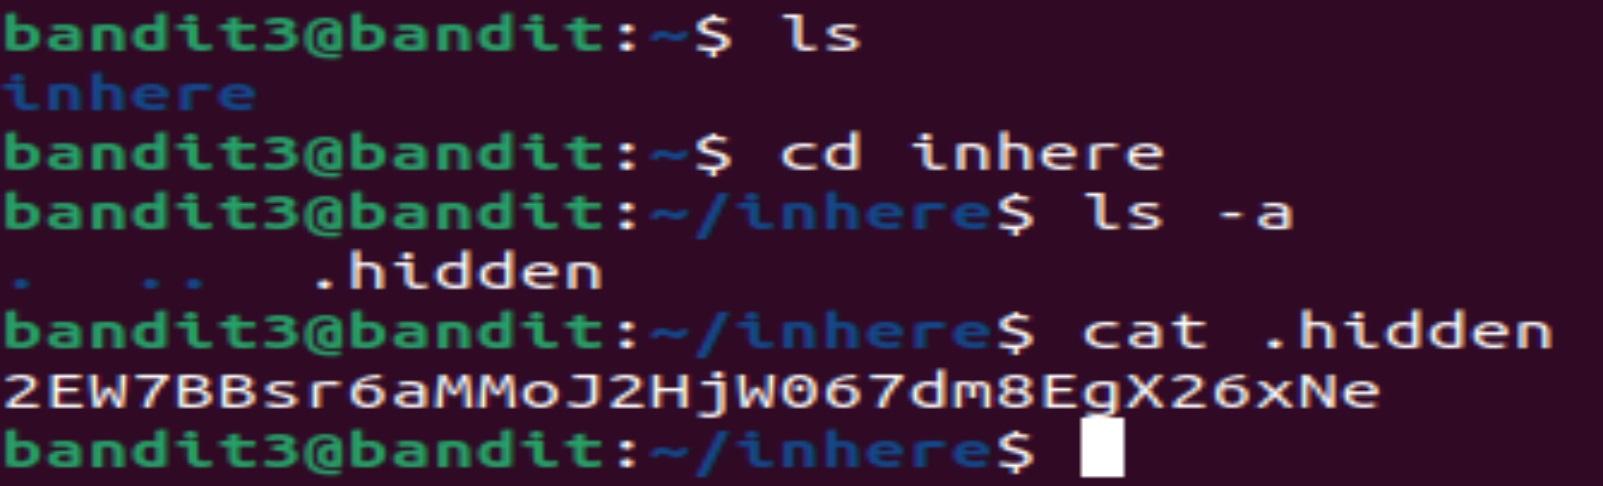 bandit3@bandit:~$ ls
inhere
bandit3@bandit:~$ cd inhere
bandit3@bandit:~/inhere$ ls -a
.  ..  .hidden
bandit3@bandit:~/inhere$ cat .hidden
2EW7BBsr6aMMoJ2HjW067dm8EgX26xNe
bandit3@bandit:~/inhere$